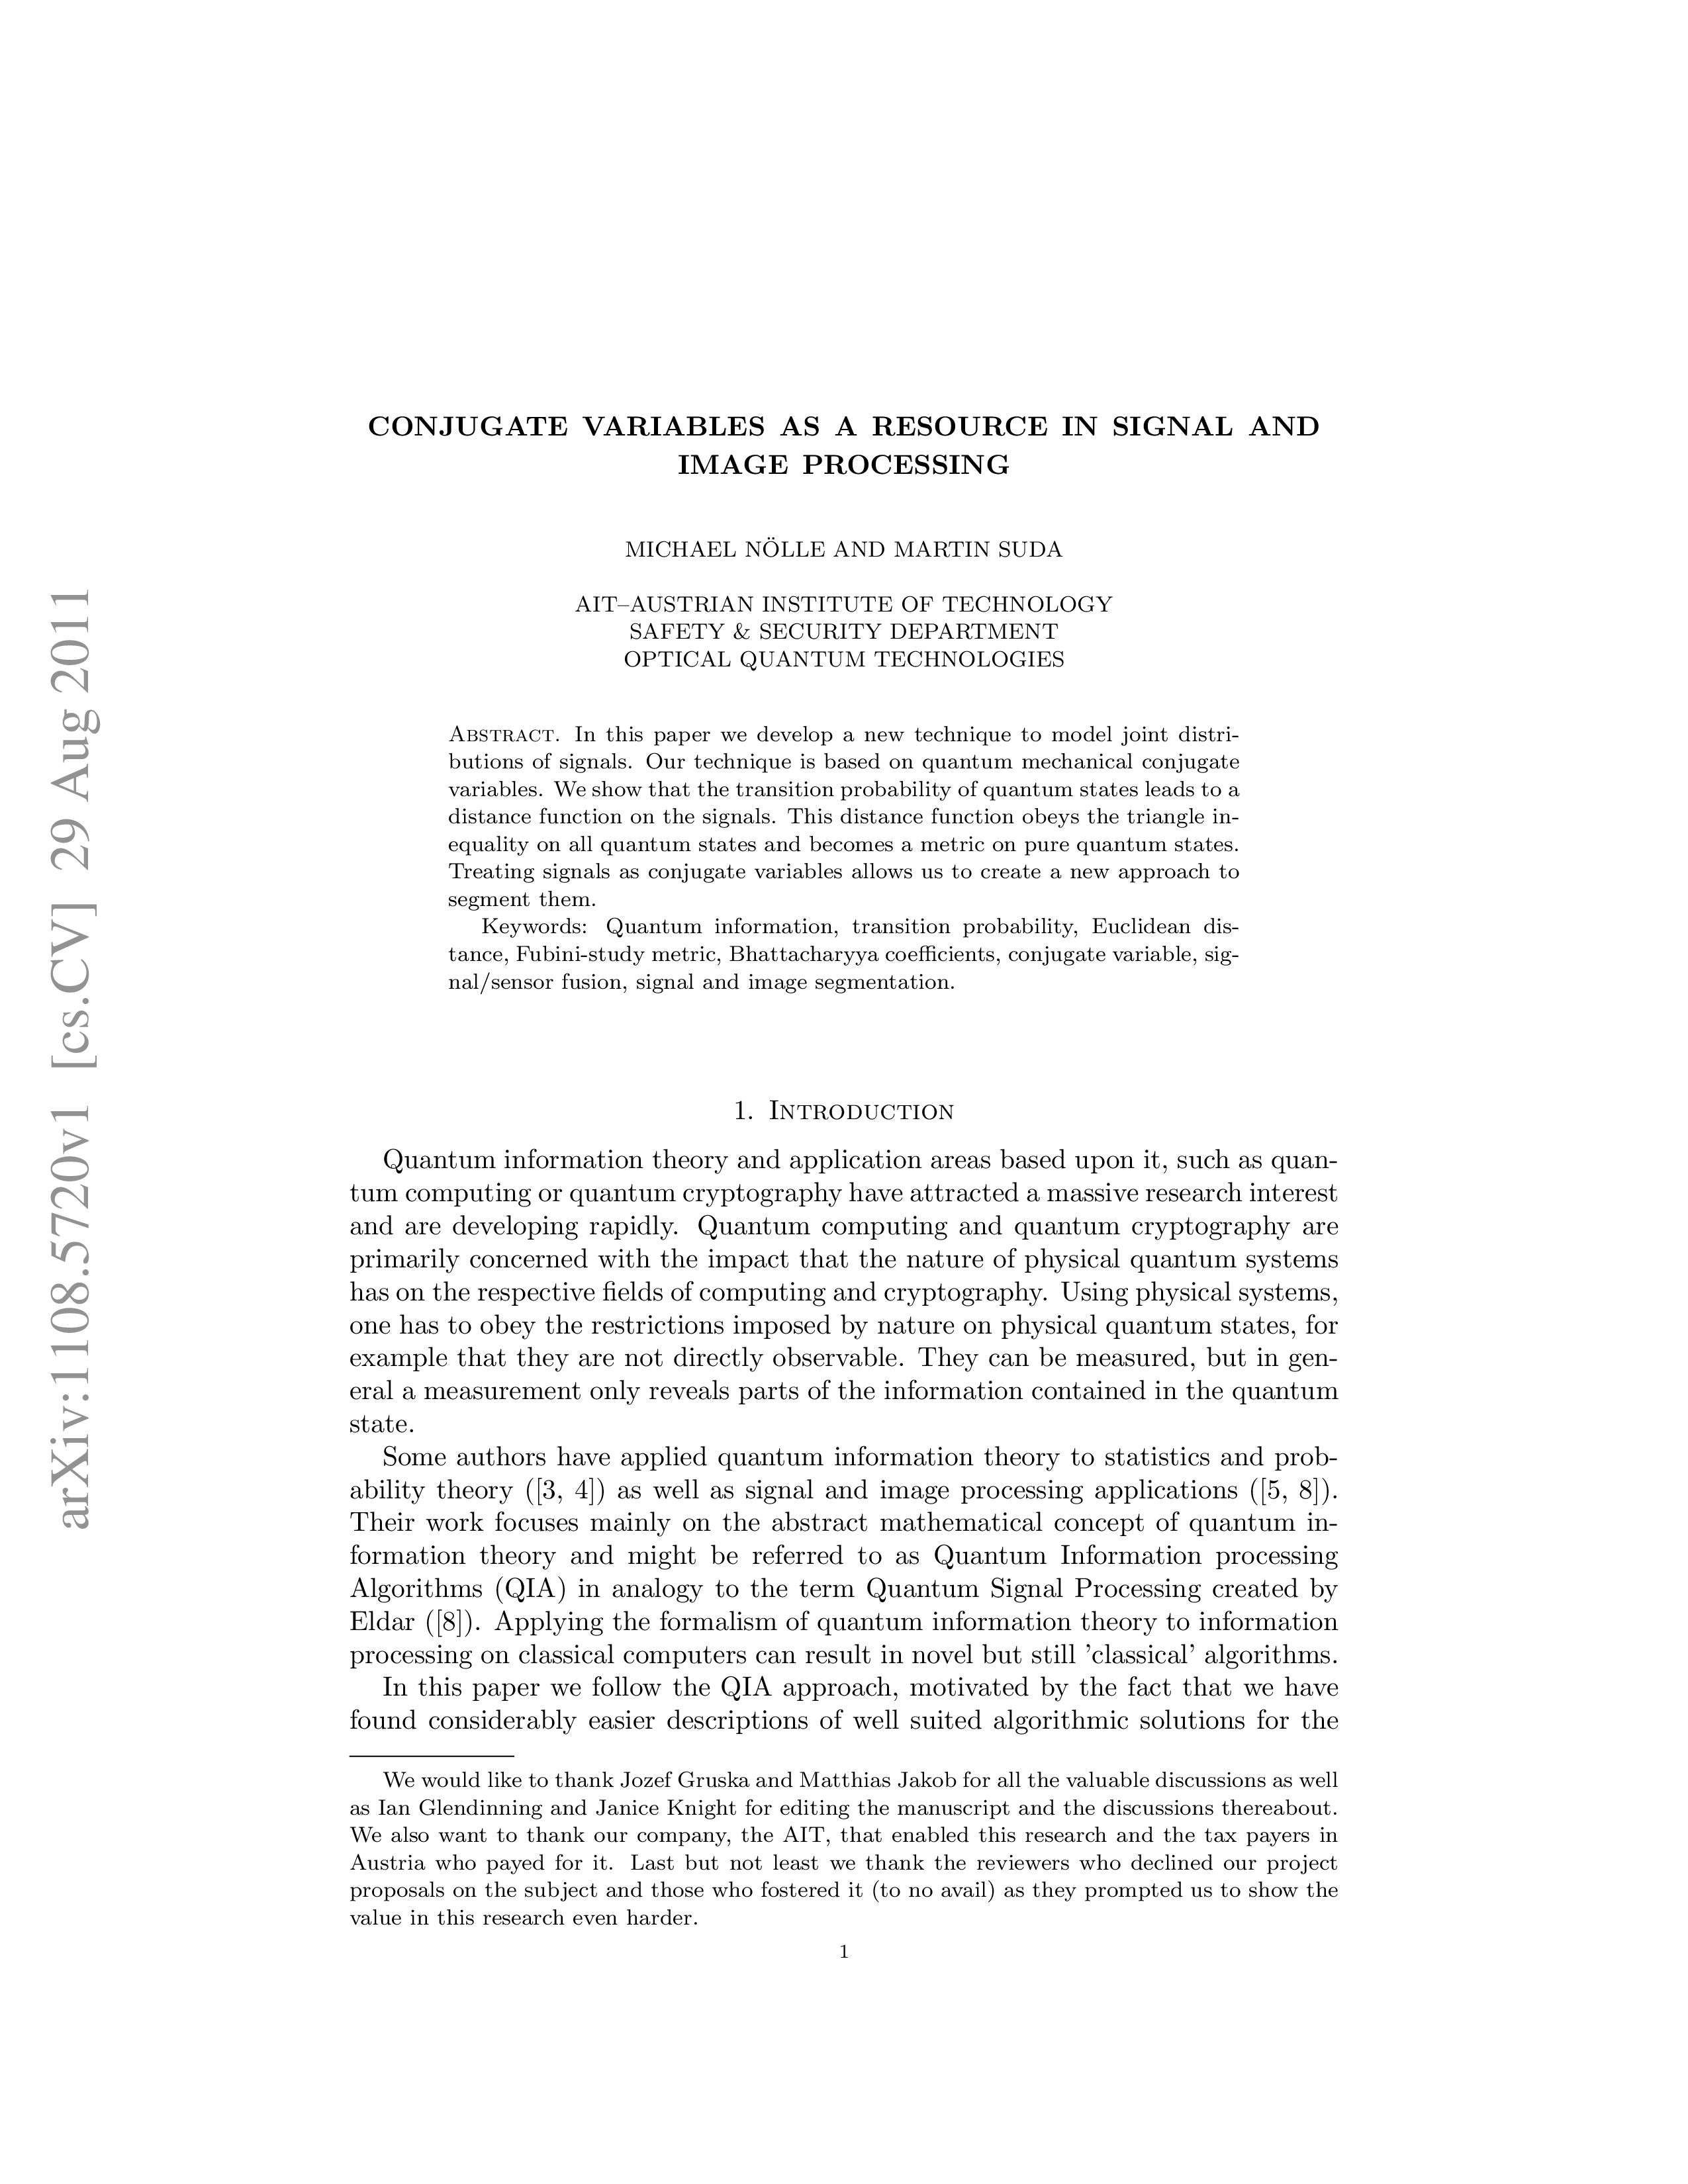 arXiv:1108.5720v1 [cs.CV] 29 Aug 2011
CONJUGATE VARIABLES AS A RESOURCE IN SIGNAL AND
IMAGE PROCESSING
MICHAEL NÖLLE AND MARTIN SUDA
AIT–AUSTRIAN INSTITUTE OF TECHNOLOGY
SAFETY & SECURITY DEPARTMENT
OPTICAL QUANTUM TECHNOLOGIES
Abstract. In this paper we develop a new technique to model joint distri-
butions of signals. Our technique is based on quantum mechanical conjugate
variables. We show that the transition probability of quantum states leads to a
distance function on the signals. This distance function obeys the triangle in-
equality on all quantum states and becomes a metric on pure quantum states.
Treating signals as conjugate variables allows us to create a new approach to
segment them.
Keywords: Quantum information, transition probability, Euclidean dis-
tance, Fubini-study metric, Bhattacharyya coefficients, conjugate variable, sig-
nal/sensor fusion, signal and image segmentation.
1. Introduction
Quantum information theory and application areas based upon it, such as quan-
tum computing or quantum cryptography have attracted a massive research interest
and are developing rapidly. Quantum computing and quantum cryptography are
primarily concerned with the impact that the nature of physical quantum systems
has on the respective fields of computing and cryptography. Using physical systems,
one has to obey the restrictions imposed by nature on physical quantum states, for
example that they are not directly observable. They can be measured, but in gen-
eral a measurement only reveals parts of the information contained in the quantum
state.
Some authors have applied quantum information theory to statistics and prob-
ability theory ([3, 4]) as well as signal and image processing applications ([5, 8]).
Their work focuses mainly on the abstract mathematical concept of quantum in-
formation theory and might be referred to as Quantum Information processing
Algorithms (QIA) in analogy to the term Quantum Signal Processing created by
Eldar ([8]). Applying the formalism of quantum information theory to information
processing on classical computers can result in novel but still ’classical’ algorithms.
In this paper we follow the QIA approach, motivated by the fact that we have
found considerably easier descriptions of well suited algorithmic solutions for the
We would like to thank Jozef Gruska and Matthias Jakob for all the valuable discussions as well
as Ian Glendinning and Janice Knight for editing the manuscript and the discussions thereabout.
We also want to thank our company, the AIT, that enabled this research and the tax payers in
Austria who payed for it. Last but not least we thank the reviewers who declined our project
proposals on the subject and those who fostered it (to no avail) as they prompted us to show the
value in this research even harder.
1